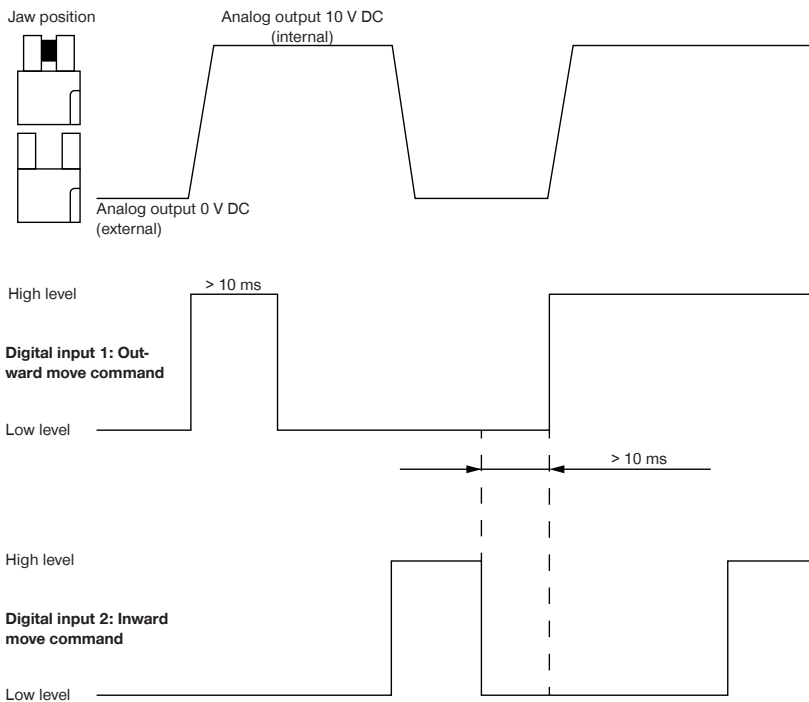 Jaw position
Analog output 10 V DC
(internal)
Analog output 0 V DC
(external)
High level
> 10 ms
Digital input 1: Out-
ward move command
Low level
> 10 ms
High level
Digital input 2: Inward
move command
Low level